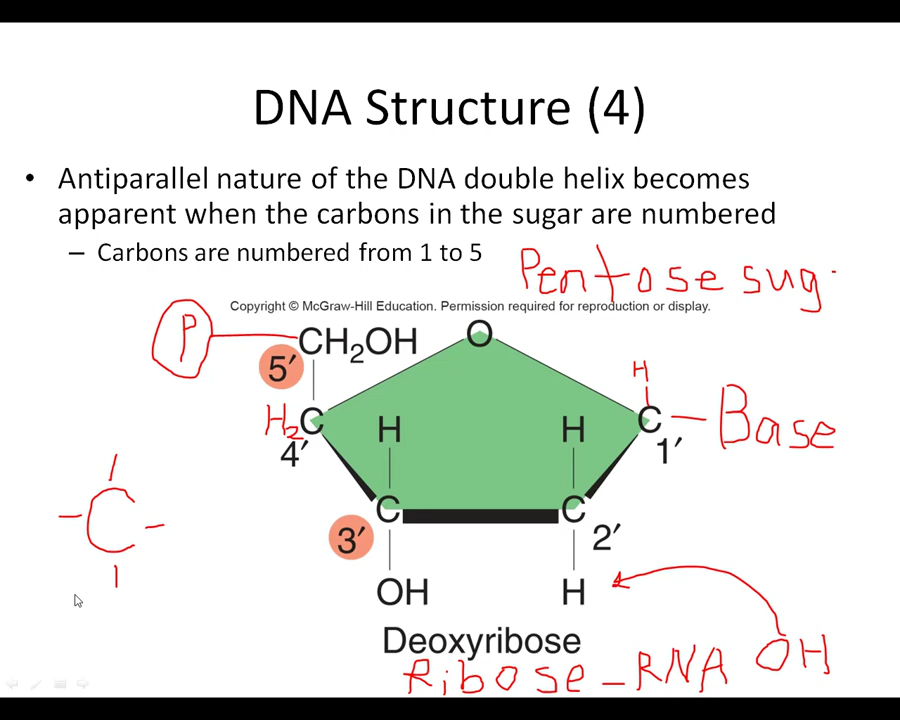 DNA Structure (4)
• Antiparallel nature of the DNA double helix becomes
apparent when the carbons in the sugar are numbered
– Carbons are numbered from 1 to 5
Pentose sug.
Copyright © McGraw-Hill Education. Permission required for reproduction or display.
P
CH₂OH
O
5′
H
H₂C
H
H
C
Base
4′
1′
C
C
C
3′
2′
OH
H
Deoxyribose
OH
Ribose - RNA